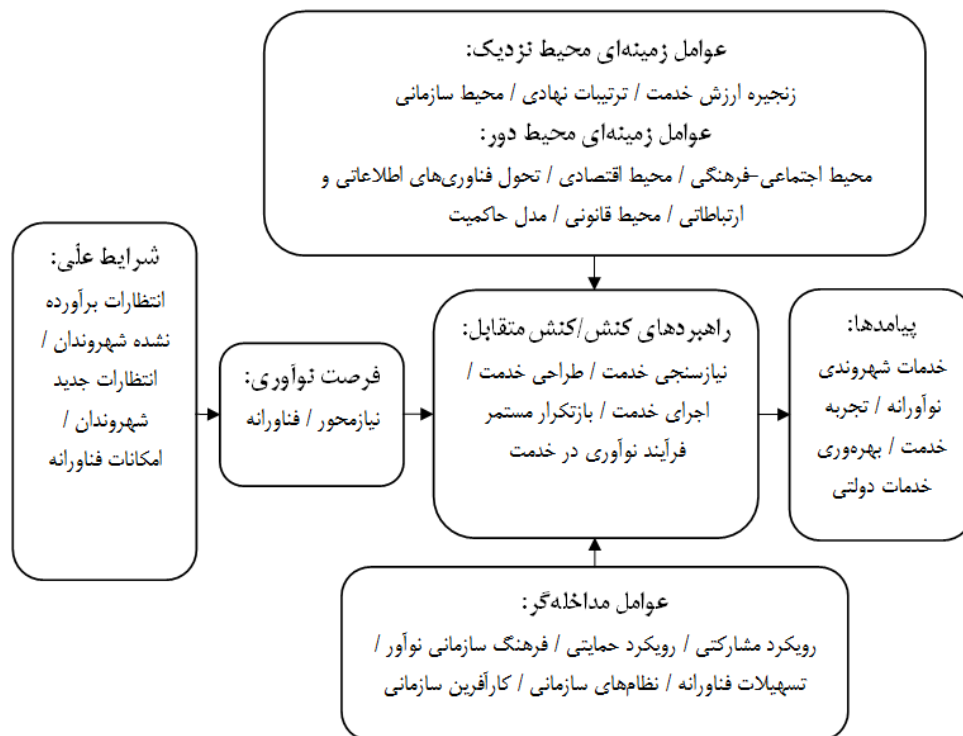 عوامل زمینه‌ای محیط نزدیک:
زنجیره ارزش خدمت / ترتیبات نهادی / محیط سازمانی
عوامل زمینه‌ای محیط دور:
محیط اجتماعی-فرهنگی / محیط اقتصادی / تحول فناوری‌های اطلاعاتی و
ارتباطاتی / محیط قانونی / مدل حاکمیت
شرایط علّی:
انتظارات برآورده
نشده شهروندان /
انتظارات جدید
شهروندان /
امکانات فناورانه
فرصت نوآوری:
نیازمحور / فناورانه
راهبردهای کنش/کنش متقابل:
نیازسنجی خدمت / طراحی خدمت /
اجرای خدمت / بازتکرار مستمر
فرآیند نوآوری در خدمت
پیامدها:
خدمات شهروندی
نوآورانه / تجربه
خدمت / بهره‌وری
خدمات دولتی
عوامل مداخله‌گر:
رویکرد مشارکتی / رویکرد حمایتی / فرهنگ سازمانی نوآور /
تسهیلات فناورانه / نظام‌های سازمانی / کارآفرین سازمانی